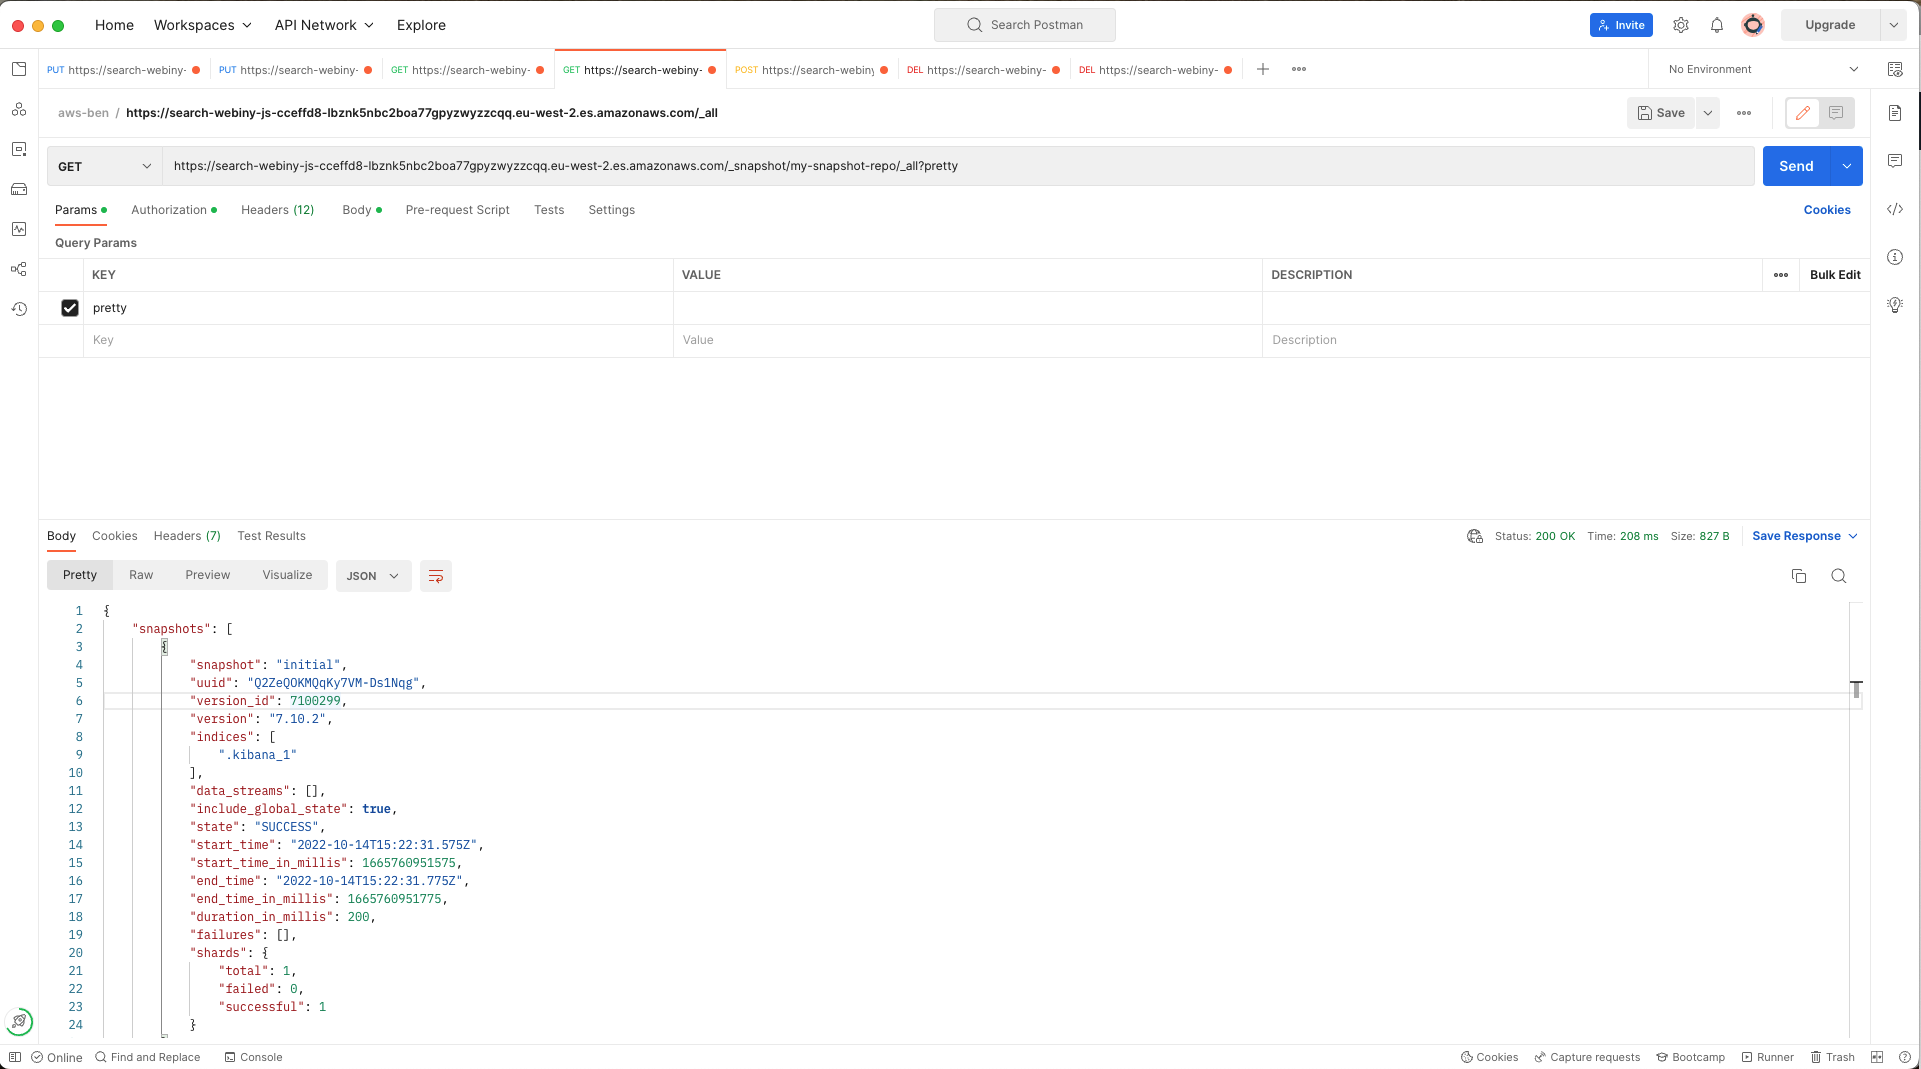 Home Workspaces API Network Explore Search Postman Invite Upgrade
PUT https://search-webiny- PUT https://search-webiny- GET https://search-webiny- GET https://search-webiny- POST https://search-webiny DEL https://search-webiny- DEL https://search-webiny- No Environment
aws-ben / https://search-webiny-js-cceffd8-lbznk5nbc2boa77gpyzwyzzcqq.eu-west-2.es.amazonaws.com/_all Save
GET https://search-webiny-js-cceffd8-lbznk5nbc2boa77gpyzwyzzcqq.eu-west-2.es.amazonaws.com/_snapshot/my-snapshot-repo/_all?pretty Send
Params Authorization Headers (12) Body Pre-request Script Tests Settings Cookies
Query Params
KEY VALUE DESCRIPTION Bulk Edit
pretty
Key Value Description
Body Cookies Headers (7) Test Results Status: 200 OK Time: 208 ms Size: 827 B Save Response
Pretty Raw Preview Visualize JSON
1 {
2 "snapshots": [
3 {
4 "snapshot": "initial",
5 "uuid": "Q2ZeQOKMQqKy7VM-Ds1Nqg",
6 "version_id": 7100299,
7 "version": "7.10.2",
8 "indices": [
9 ".kibana_1"
10 ],
11 "data_streams": [],
12 "include_global_state": true,
13 "state": "SUCCESS",
14 "start_time": "2022-10-14T15:22:31.575Z",
15 "start_time_in_millis": 1665760951575,
16 "end_time": "2022-10-14T15:22:31.775Z",
17 "end_time_in_millis": 1665760951775,
18 "duration_in_millis": 200,
19 "failures": [],
20 "shards": {
21 "total": 1,
22 "failed": 0,
23 "successful": 1
24 }
Online Find and Replace Console Cookies Capture requests Bootcamp Runner Trash